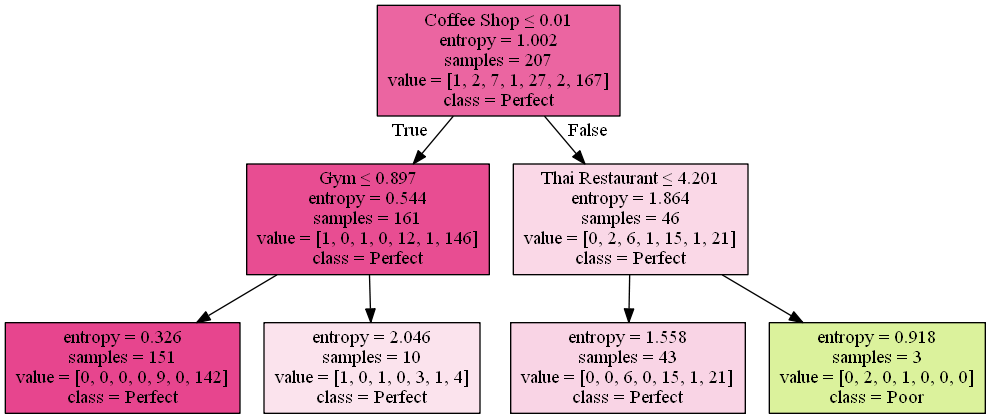 Coffee Shop ≤ 0.01
entropy = 1.002
samples = 207
value = [1, 2, 7, 1, 27, 2, 167]
class = Perfect
True
False
Gym ≤ 0.897
entropy = 0.544
samples = 161
value = [1, 0, 1, 0, 12, 1, 146]
class = Perfect
Thai Restaurant ≤ 4.201
entropy = 1.864
samples = 46
value = [0, 2, 6, 1, 15, 1, 21]
class = Perfect
entropy = 0.326
samples = 151
value = [0, 0, 0, 0, 9, 0, 142]
class = Perfect
entropy = 2.046
samples = 10
value = [1, 0, 1, 0, 3, 1, 4]
class = Perfect
entropy = 1.558
samples = 43
value = [0, 0, 6, 0, 15, 1, 21]
class = Perfect
entropy = 0.918
samples = 3
value = [0, 2, 0, 1, 0, 0, 0]
class = Poor